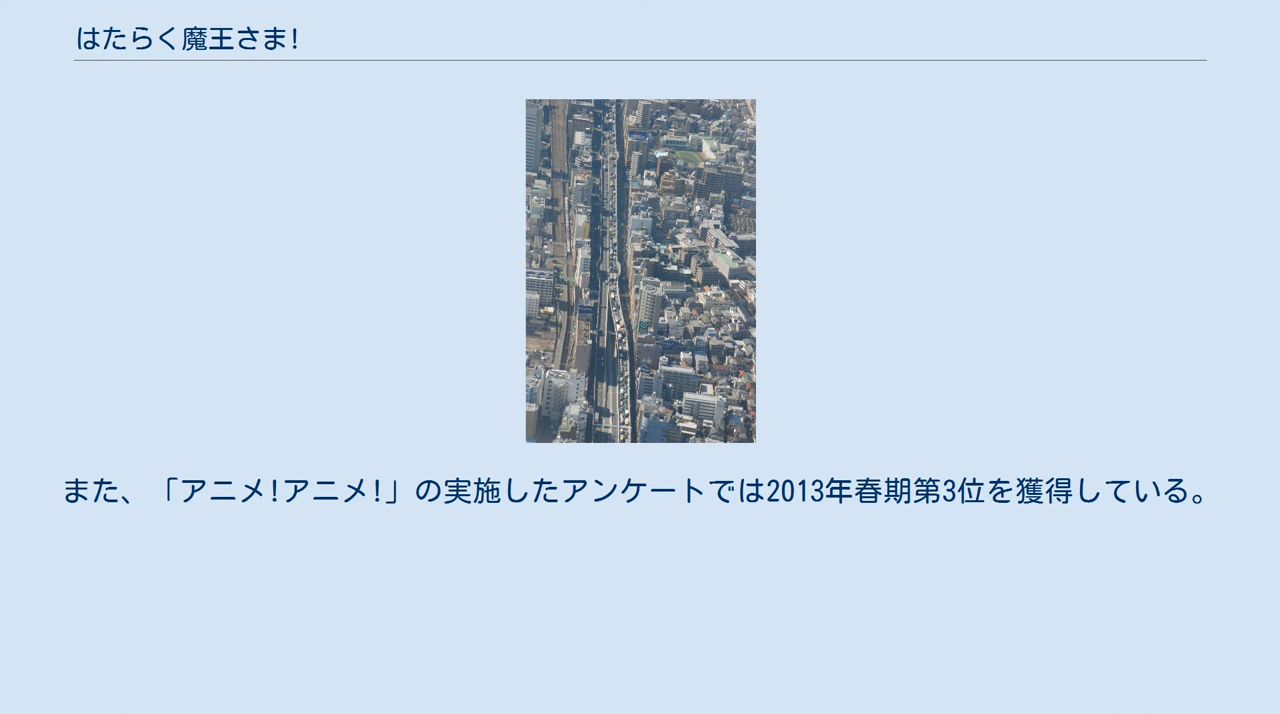 はたらく魔王さま!
また、「アニメ!アニメ!」の実施したアンケートでは2013年春期第3位を獲得している。